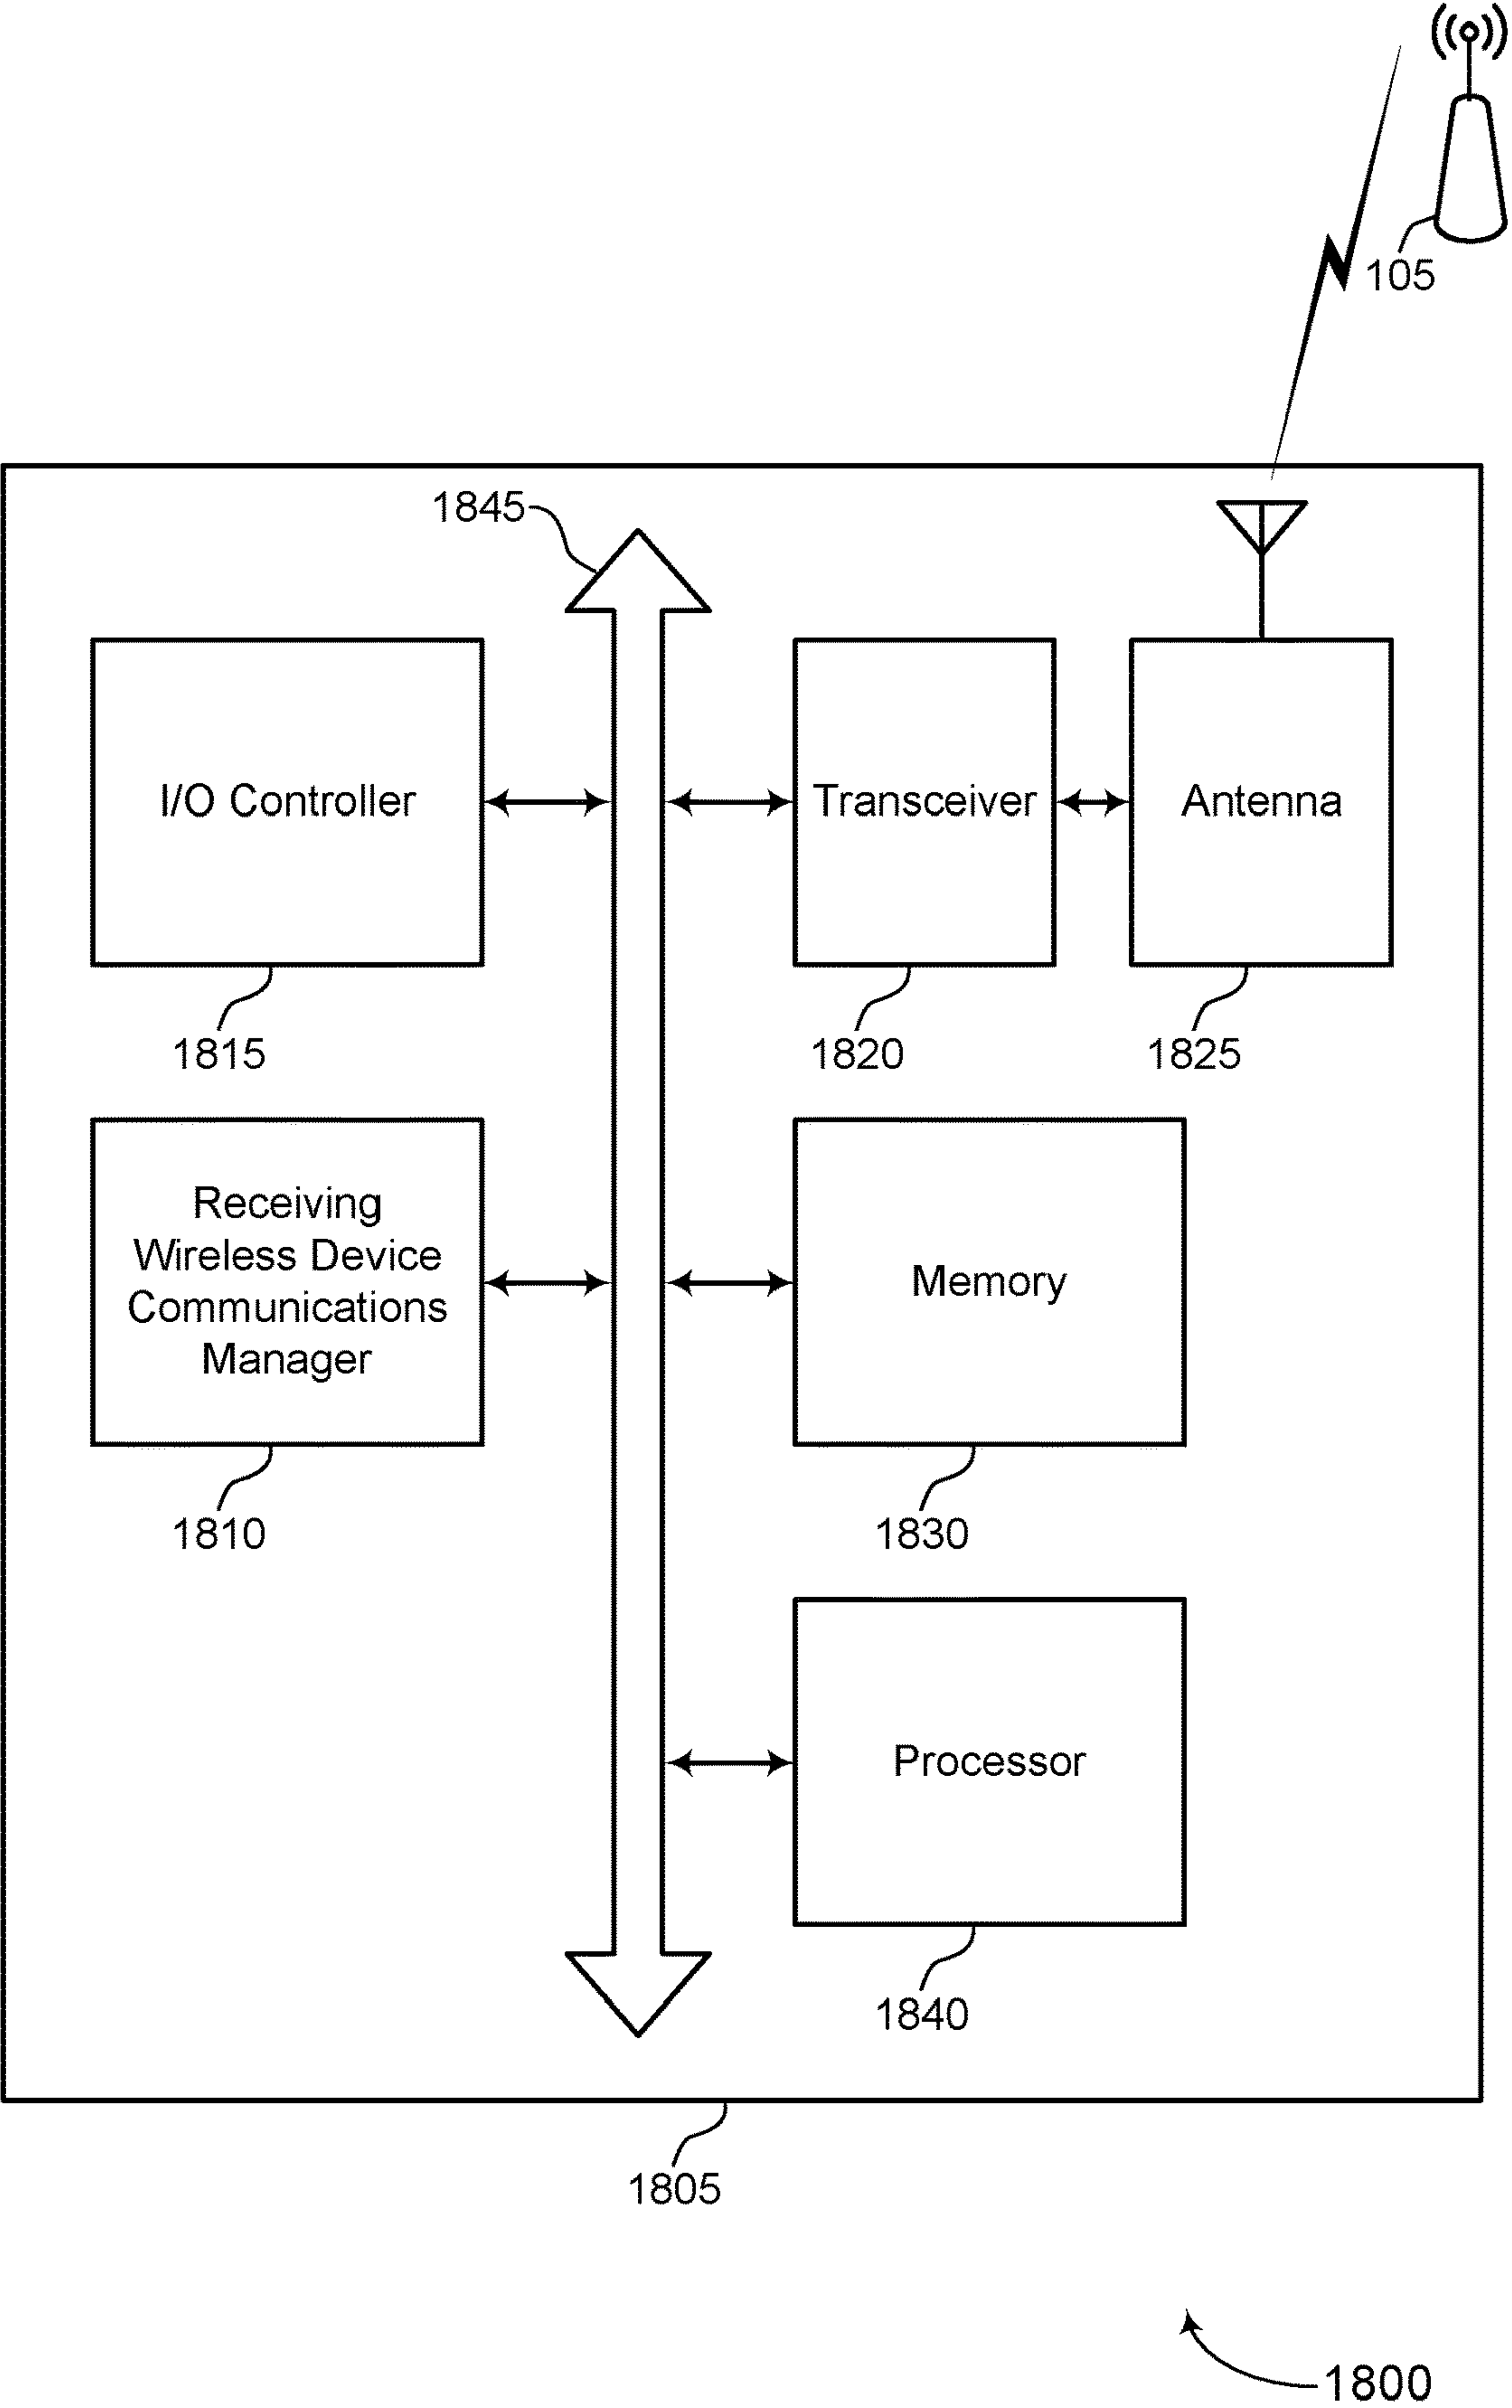 105
1845
I/O Controller
Transceiver
Antenna
1815
1820
1825
Receiving
Wireless Device
Communications
Manager
Memory
1810
1830
Processor
1840
1805
1800